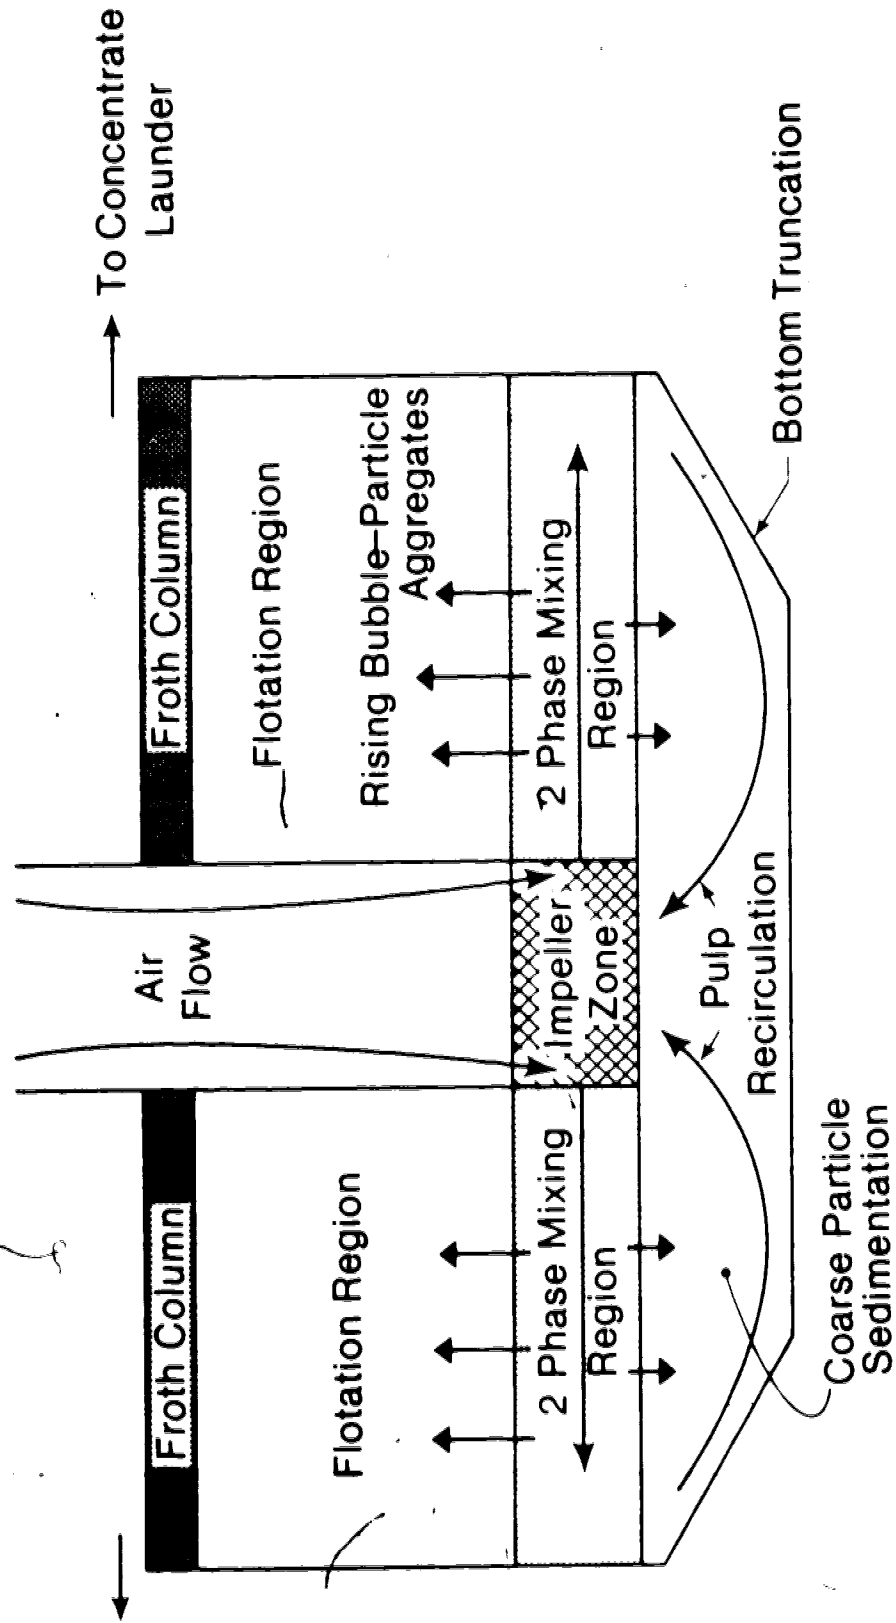 To Concentrate
Launder
Froth Column
Froth Column
Air
Flow
Flotation Region
Flotation Region
Rising Bubble–Particle
Aggregates
2 Phase Mixing
Region
Impeller
Zone
2 Phase Mixing
Region
Pulp
Recirculation
Coarse Particle
Sedimentation
Bottom Truncation